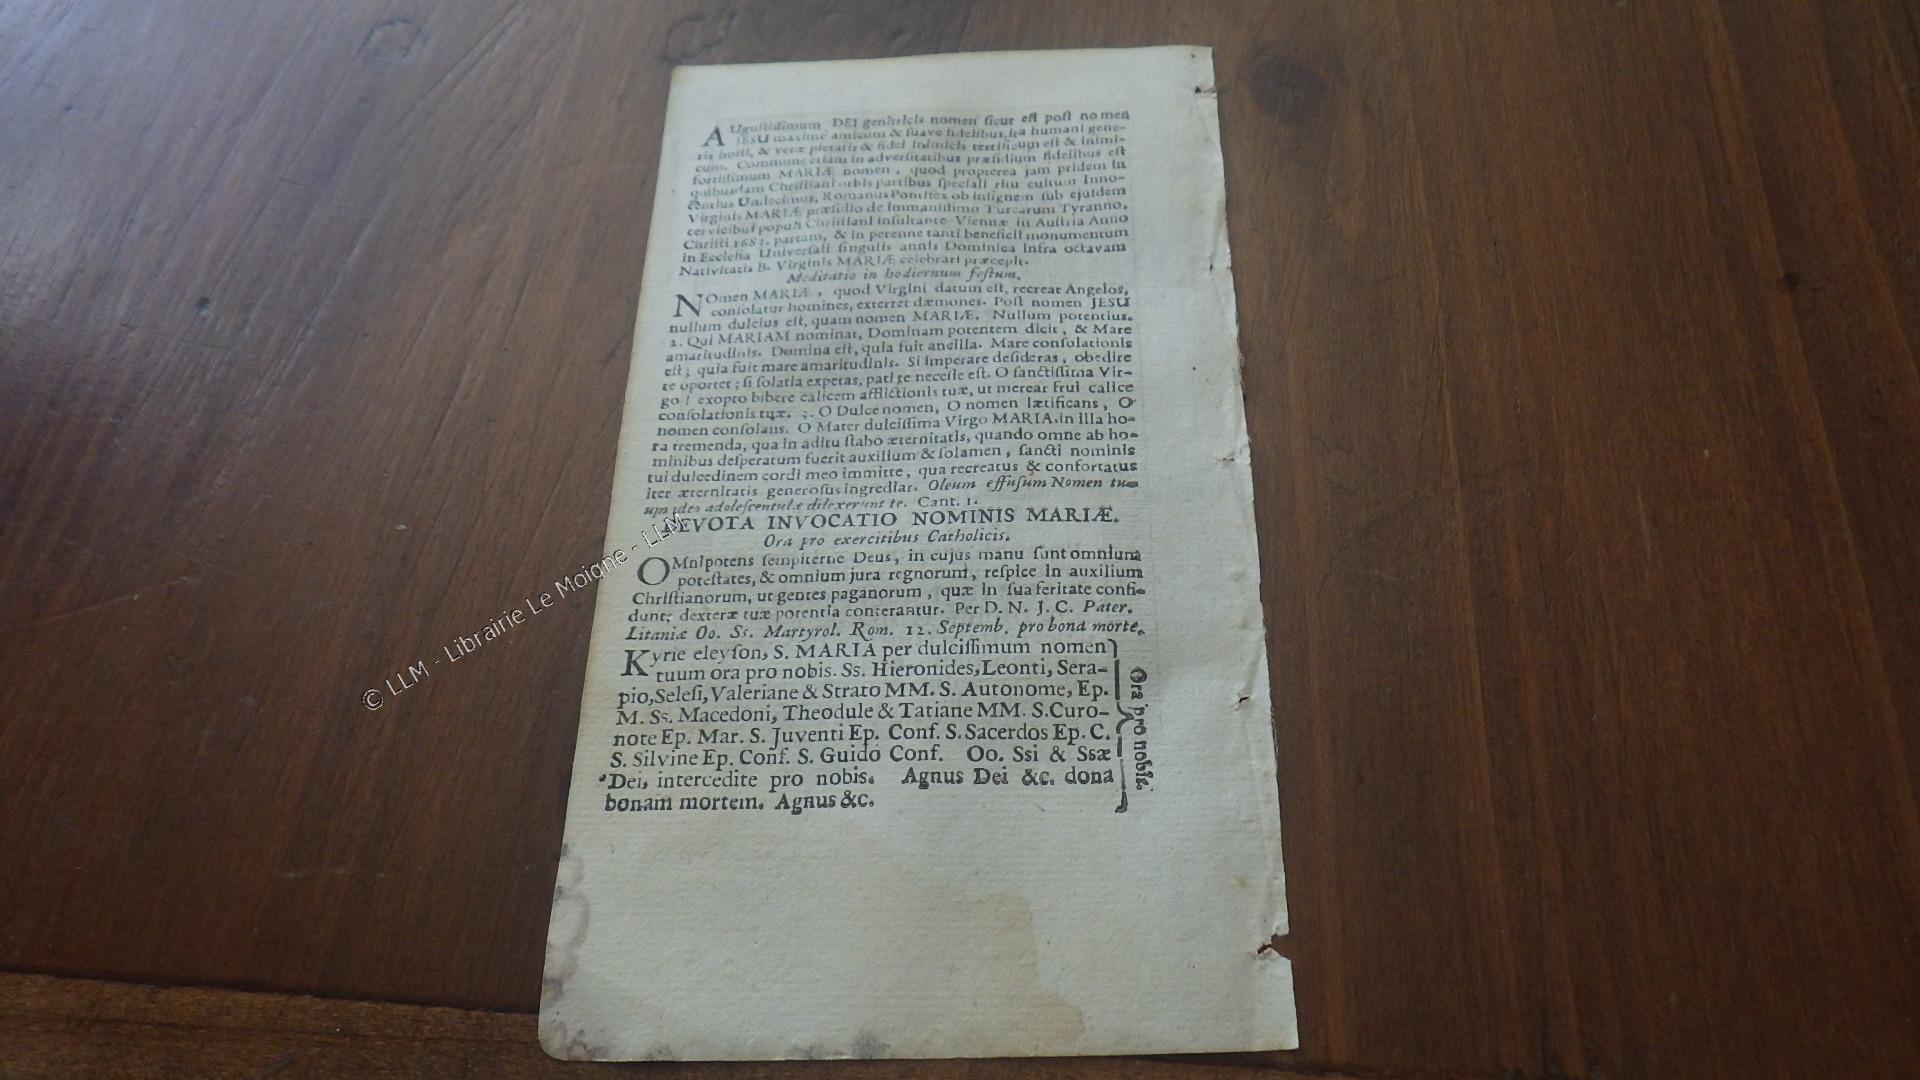 AUgustissimum DEI genitricis nomen sicut est post nomen
JESU maxime amicum & suave fidelibus, ita humani gene-
ris hosti, & veræ pietatis & fidei inimicis terrificum est & inimi-
cum. Commune etiam in adversitatibus præsidium fidelibus est
fortissimum MARIÆ nomen, quod propterea jam pridem in
quibusdam Christiani orbis partibus speciali ritu cultum Inno-
centius Undecimus, Romanus Pontifex ob insignem sub ejusdem
Virginis MARIÆ præsidio de immanissimo Turcarum Tyranno,
cervicibus populi Christiani insultante Viennæ in Austria Anno
Christi 1683. partam, & in perenne tanti beneficii monumentum
in Ecclesia Universali singulis annis Dominica infra octavam
Nativitatis B. Virginis MARIÆ celebrari præcepit.
Meditatio in hodiernum festum.
NOmen MARIÆ, quod Virgini datum est, recreat Angelos,
consolatur homines, exterret dæmones. Post nomen JESU
nullum dulcius est, quam nomen MARIÆ. Nullum potentius.
2. Qui MARIAM nominat, Dominam potentem dicit, & Mare
amaritudinis. Domina est, quia fuit ancilla. Mare consolationis
est; quia fuit mare amaritudinis. Si imperare desideras, obedire
te oportet; si solatia expetas, pati te necesse est. O sanctissima Vir-
go! exopto bibere calicem afflictionis tuæ, ut merear frui calice
consolationis tuæ. 3. O Dulce nomen, O nomen lætificans, O
nomen consolans. O Mater dulcissima Virgo MARIA. in illa ho-
ra tremenda, qua in aditu stabo æternitatis, quando omne ab ho-
minibus desperatum fuerit auxilium & solamen, sancti nominis
tui dulcedinem cordi meo immitte, qua recreatus & confortatus
iter æternitatis generosus ingrediar. Oleum effusum Nomen tu-
um ideo adolescentulæ dilexerunt te. Cant. 1.
DEVOTA INVOCATIO NOMINIS MARIÆ.
Ora pro exercitibus Catholicis.
OMnipotens sempiterne Deus, in cujus manu sunt omnium
potestates, & omnium jura regnorum, respice in auxilium
Christianorum, ut gentes paganorum, quæ in sua feritate confi-
dunt; dexteræ tuæ potentia conterantur. Per D. N. J. C. Pater.
Litaniæ Oo. Ss. Martyrol. Rom. 12. Septemb. pro bona morte.
Kyrie eleyson, S. MARIA per dulcissimum nomen
tuum ora pro nobis. Ss. Hieronides, Leonti, Sera-
pio, Selesi, Valeriane & Strato MM. S. Autonome, Ep.
M. Ss. Macedoni, Theodule & Tatiane MM. S. Curo-
note Ep. Mar. S. Juventi Ep. Conf. S. Sacerdos Ep. C.
S. Silvine Ep. Conf. S. Guido Conf. Oo. Ssi & Ssæ
Dei, intercedite pro nobis. Agnus Dei &c. dona
bonam mortem. Agnus &c.
Ora pro nobis.
© LLM - Librairie Le Moigne - LLM